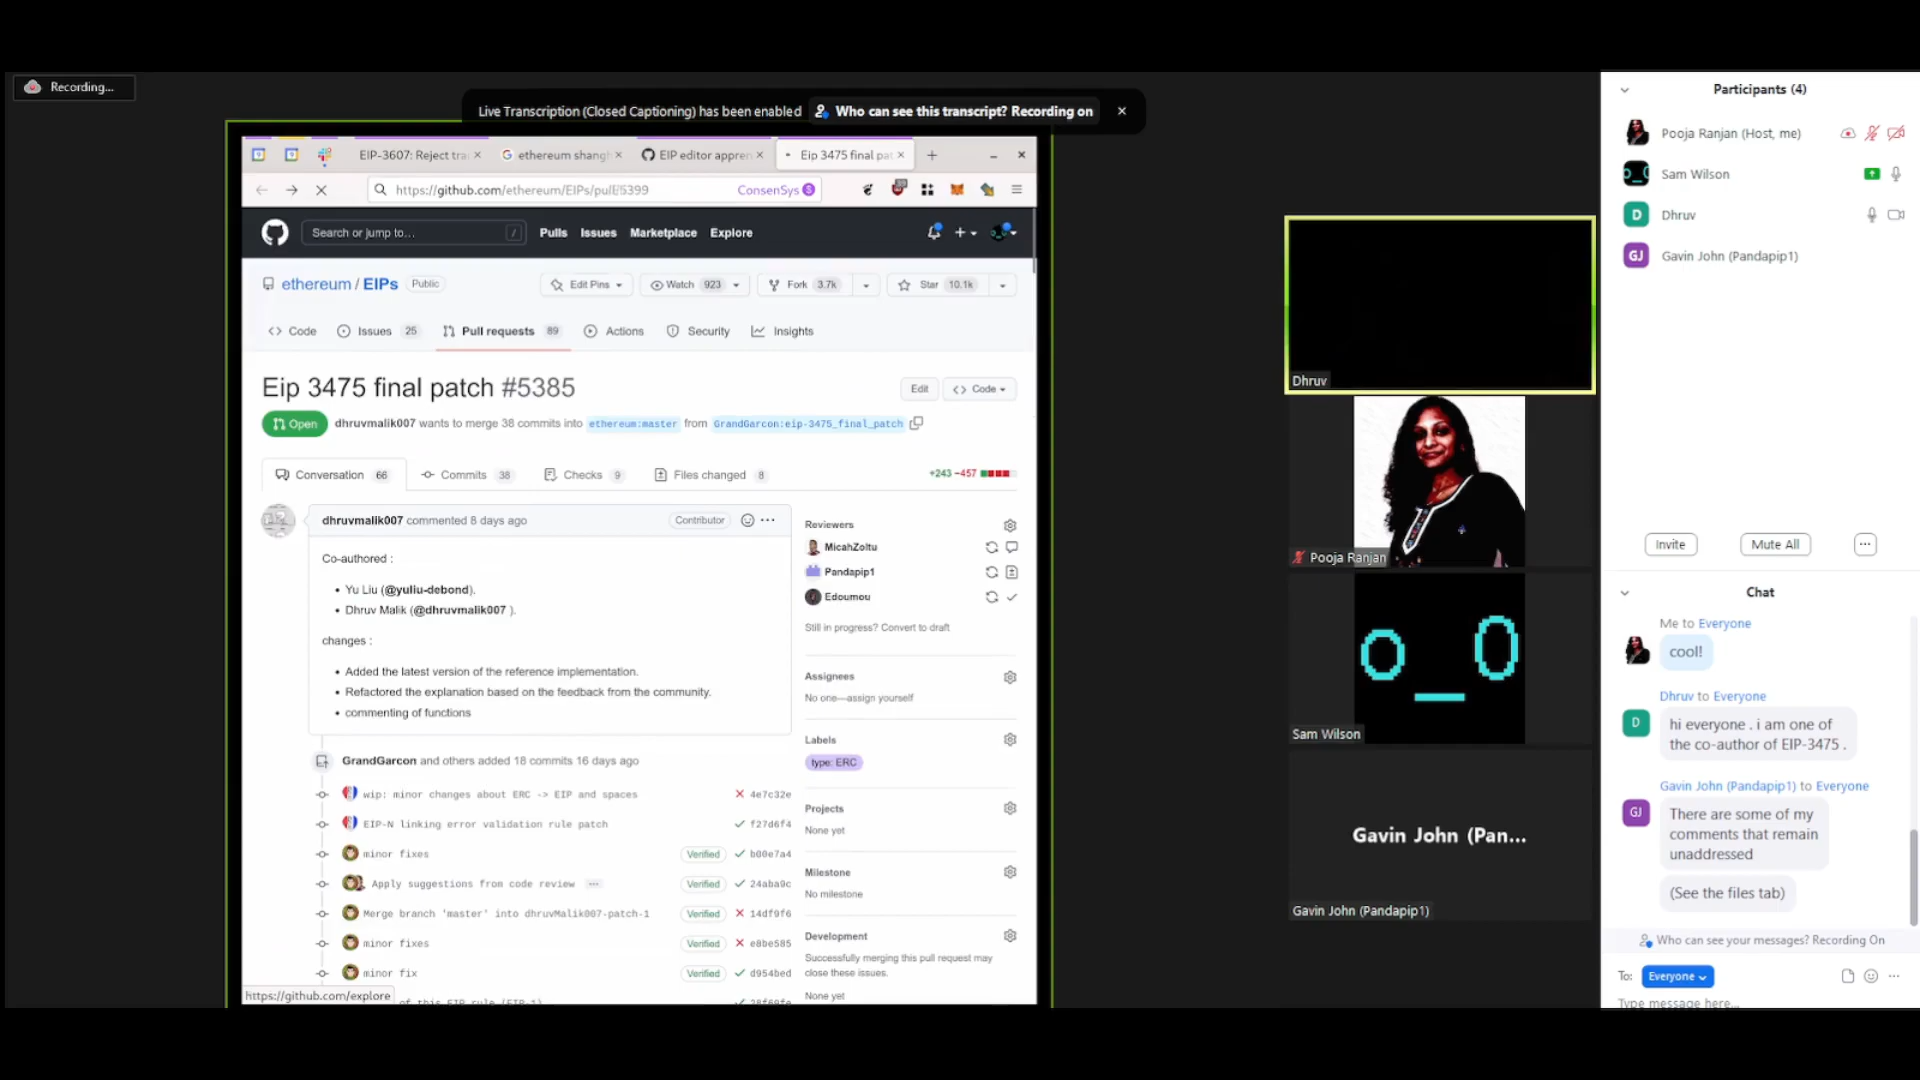 Recording...
Live Transcription (Closed Captioning) has been enabled
Who can see this transcript? Recording on
EIP-3607: Reject tra
ethereum shangh
EIP editor appren
Eip 3475 final pat
https://github.com/ethereum/EIPs/pull/5399
ConsenSys
Search or jump to...
/
Pulls
Issues
Marketplace
Explore
ethereum / EIPs
Public
Edit Pins
Watch 923
Fork 3.7k
Star 10.1k
Code
Issues 25
Pull requests 89
Actions
Security
Insights
Eip 3475 final patch #5385
Edit
Code
Open
dhruvmalik007 wants to merge 38 commits into ethereum:master from GrandGarcon:eip-3475_final_patch
Conversation 66
Commits 38
Checks 9
Files changed 8
+243 −457
dhruvmalik007 commented 8 days ago
Contributor
Co-authored :
• Yu Liu (@yuliu-debond).
• Dhruv Malik (@dhruvmalik007 ).
changes :
• Added the latest version of the reference implementation.
• Refactored the explanation based on the feedback from the community.
• commenting of functions
GrandGarcon and others added 18 commits 16 days ago
wip: minor changes about ERC -> EIP and spaces 4e7c32e
EIP-N linking error validation rule patch f27d6f4
minor fixes Verified b00e7a4
Apply suggestions from code review ... Verified 24aba9c
Merge branch 'master' into dhruvMalik007-patch-1 Verified 14df9f6
minor fixes Verified e8be585
minor fix Verified d954bed
of this EIP rule (EIP-1)
https://github.com/explore
Reviewers
MicahZoltu
Pandapip1
Edoumou
Still in progress? Convert to draft
Assignees
No one—assign yourself
Labels
type: ERC
Projects
None yet
Milestone
No milestone
Development
Successfully merging this pull request may
close these issues.
None yet
Dhruv
Pooja Ranjan
Sam Wilson
Gavin John (Pan...
Gavin John (Pandapip1)
Participants (4)
Pooja Ranjan (Host, me)
Sam Wilson
D
Dhruv
GJ
Gavin John (Pandapip1)
Invite
Mute All
...
Chat
Me to Everyone
cool!
Dhruv to Everyone
D
hi everyone . i am one of
the co-author of EIP-3475 .
Gavin John (Pandapip1) to Everyone
GJ
There are some of my
comments that remain
unaddressed
(See the files tab)
Who can see your messages? Recording On
To:
Everyone
Type message here...